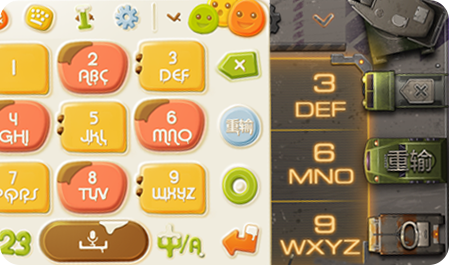 1
2
ABC
3
DEF
4
GHI
5
JKL
6
MNO
重输
7
PQRS
8
TUV
9
WXYZ
123
中/A
3
DEF
6
MNO
重输
9
WXYZ